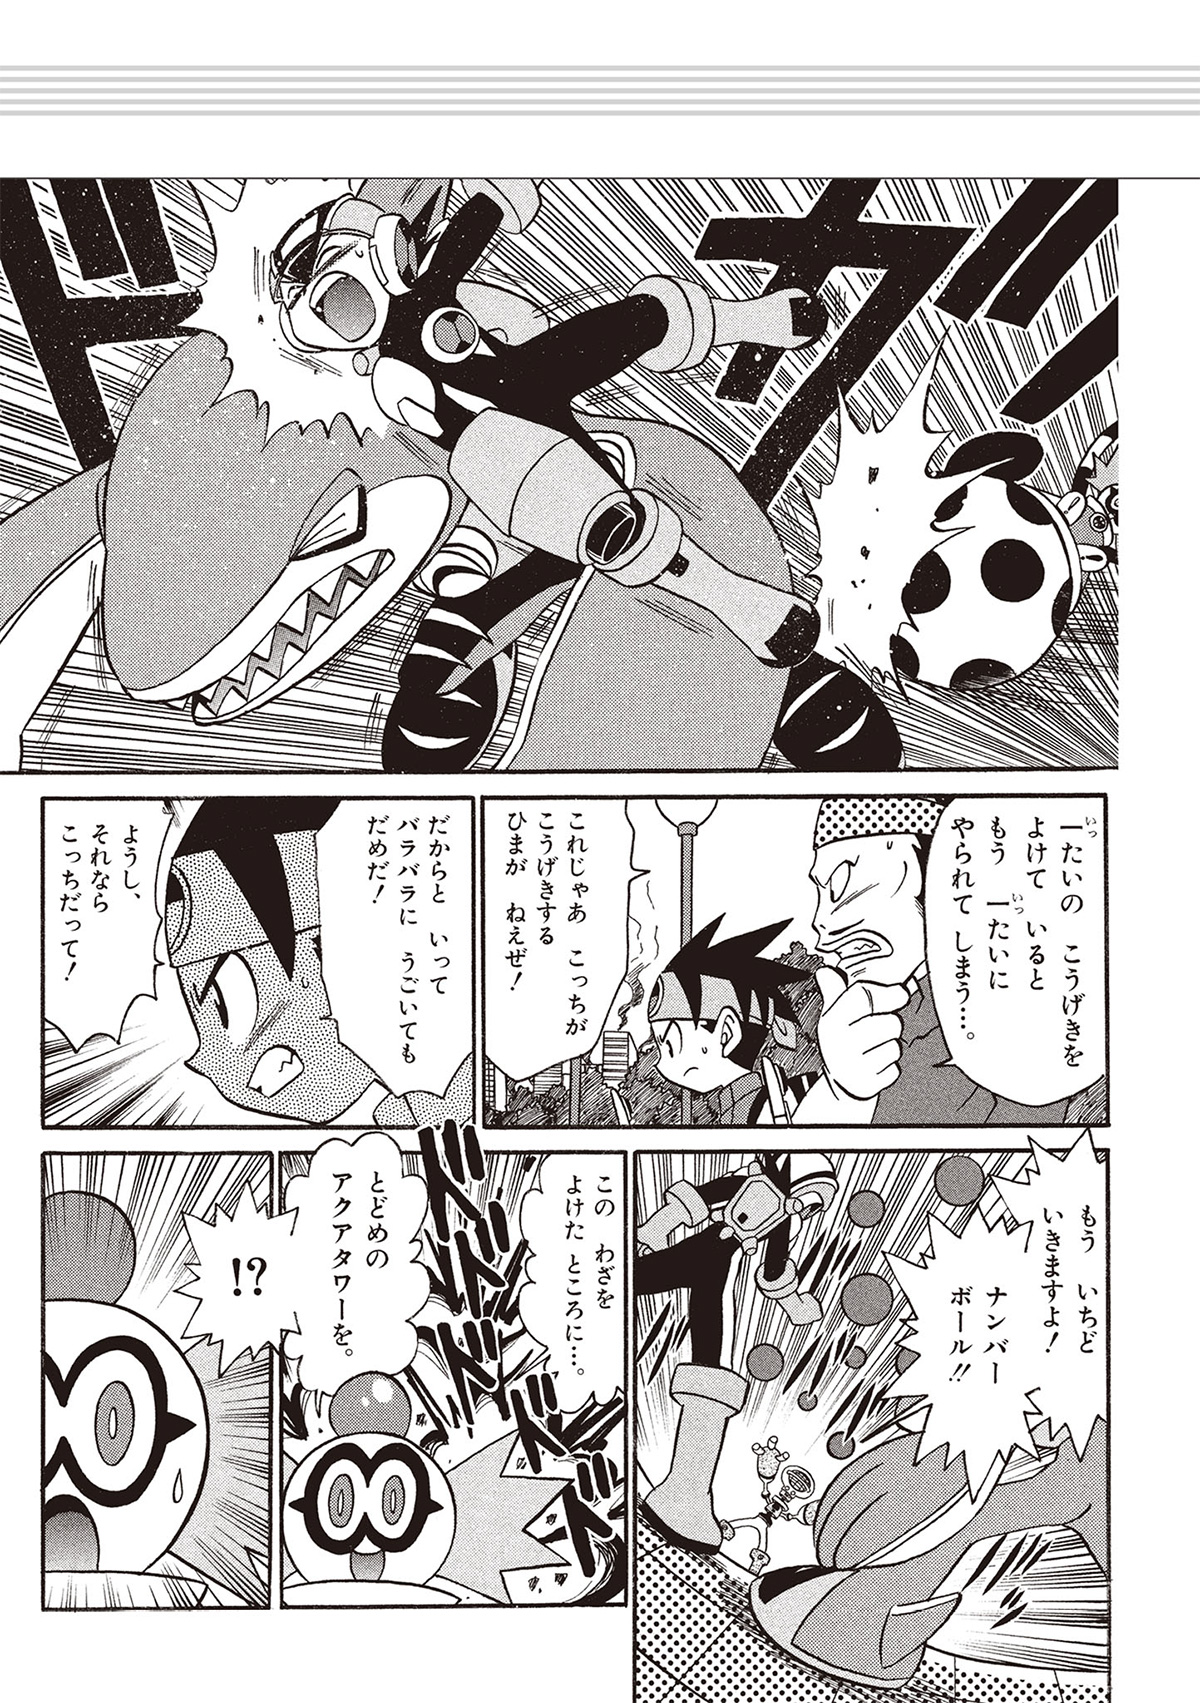 ガガガ
ドドド
一たいの こうげきを
よけて いると
もう 一たいに
やられて しまう…。
これじゃあ こっちが
こうげきする
ひまが ねえぜ!
だからと いって
バラバラに うごいても
だめだ!
ようし、
それなら
こっちだって!
もう いちど
いきますよ!
ナンバー
ボール!!
この わざを
よけた ところに…。
ドドドドド
とどめの
アクアタワーを。
!?